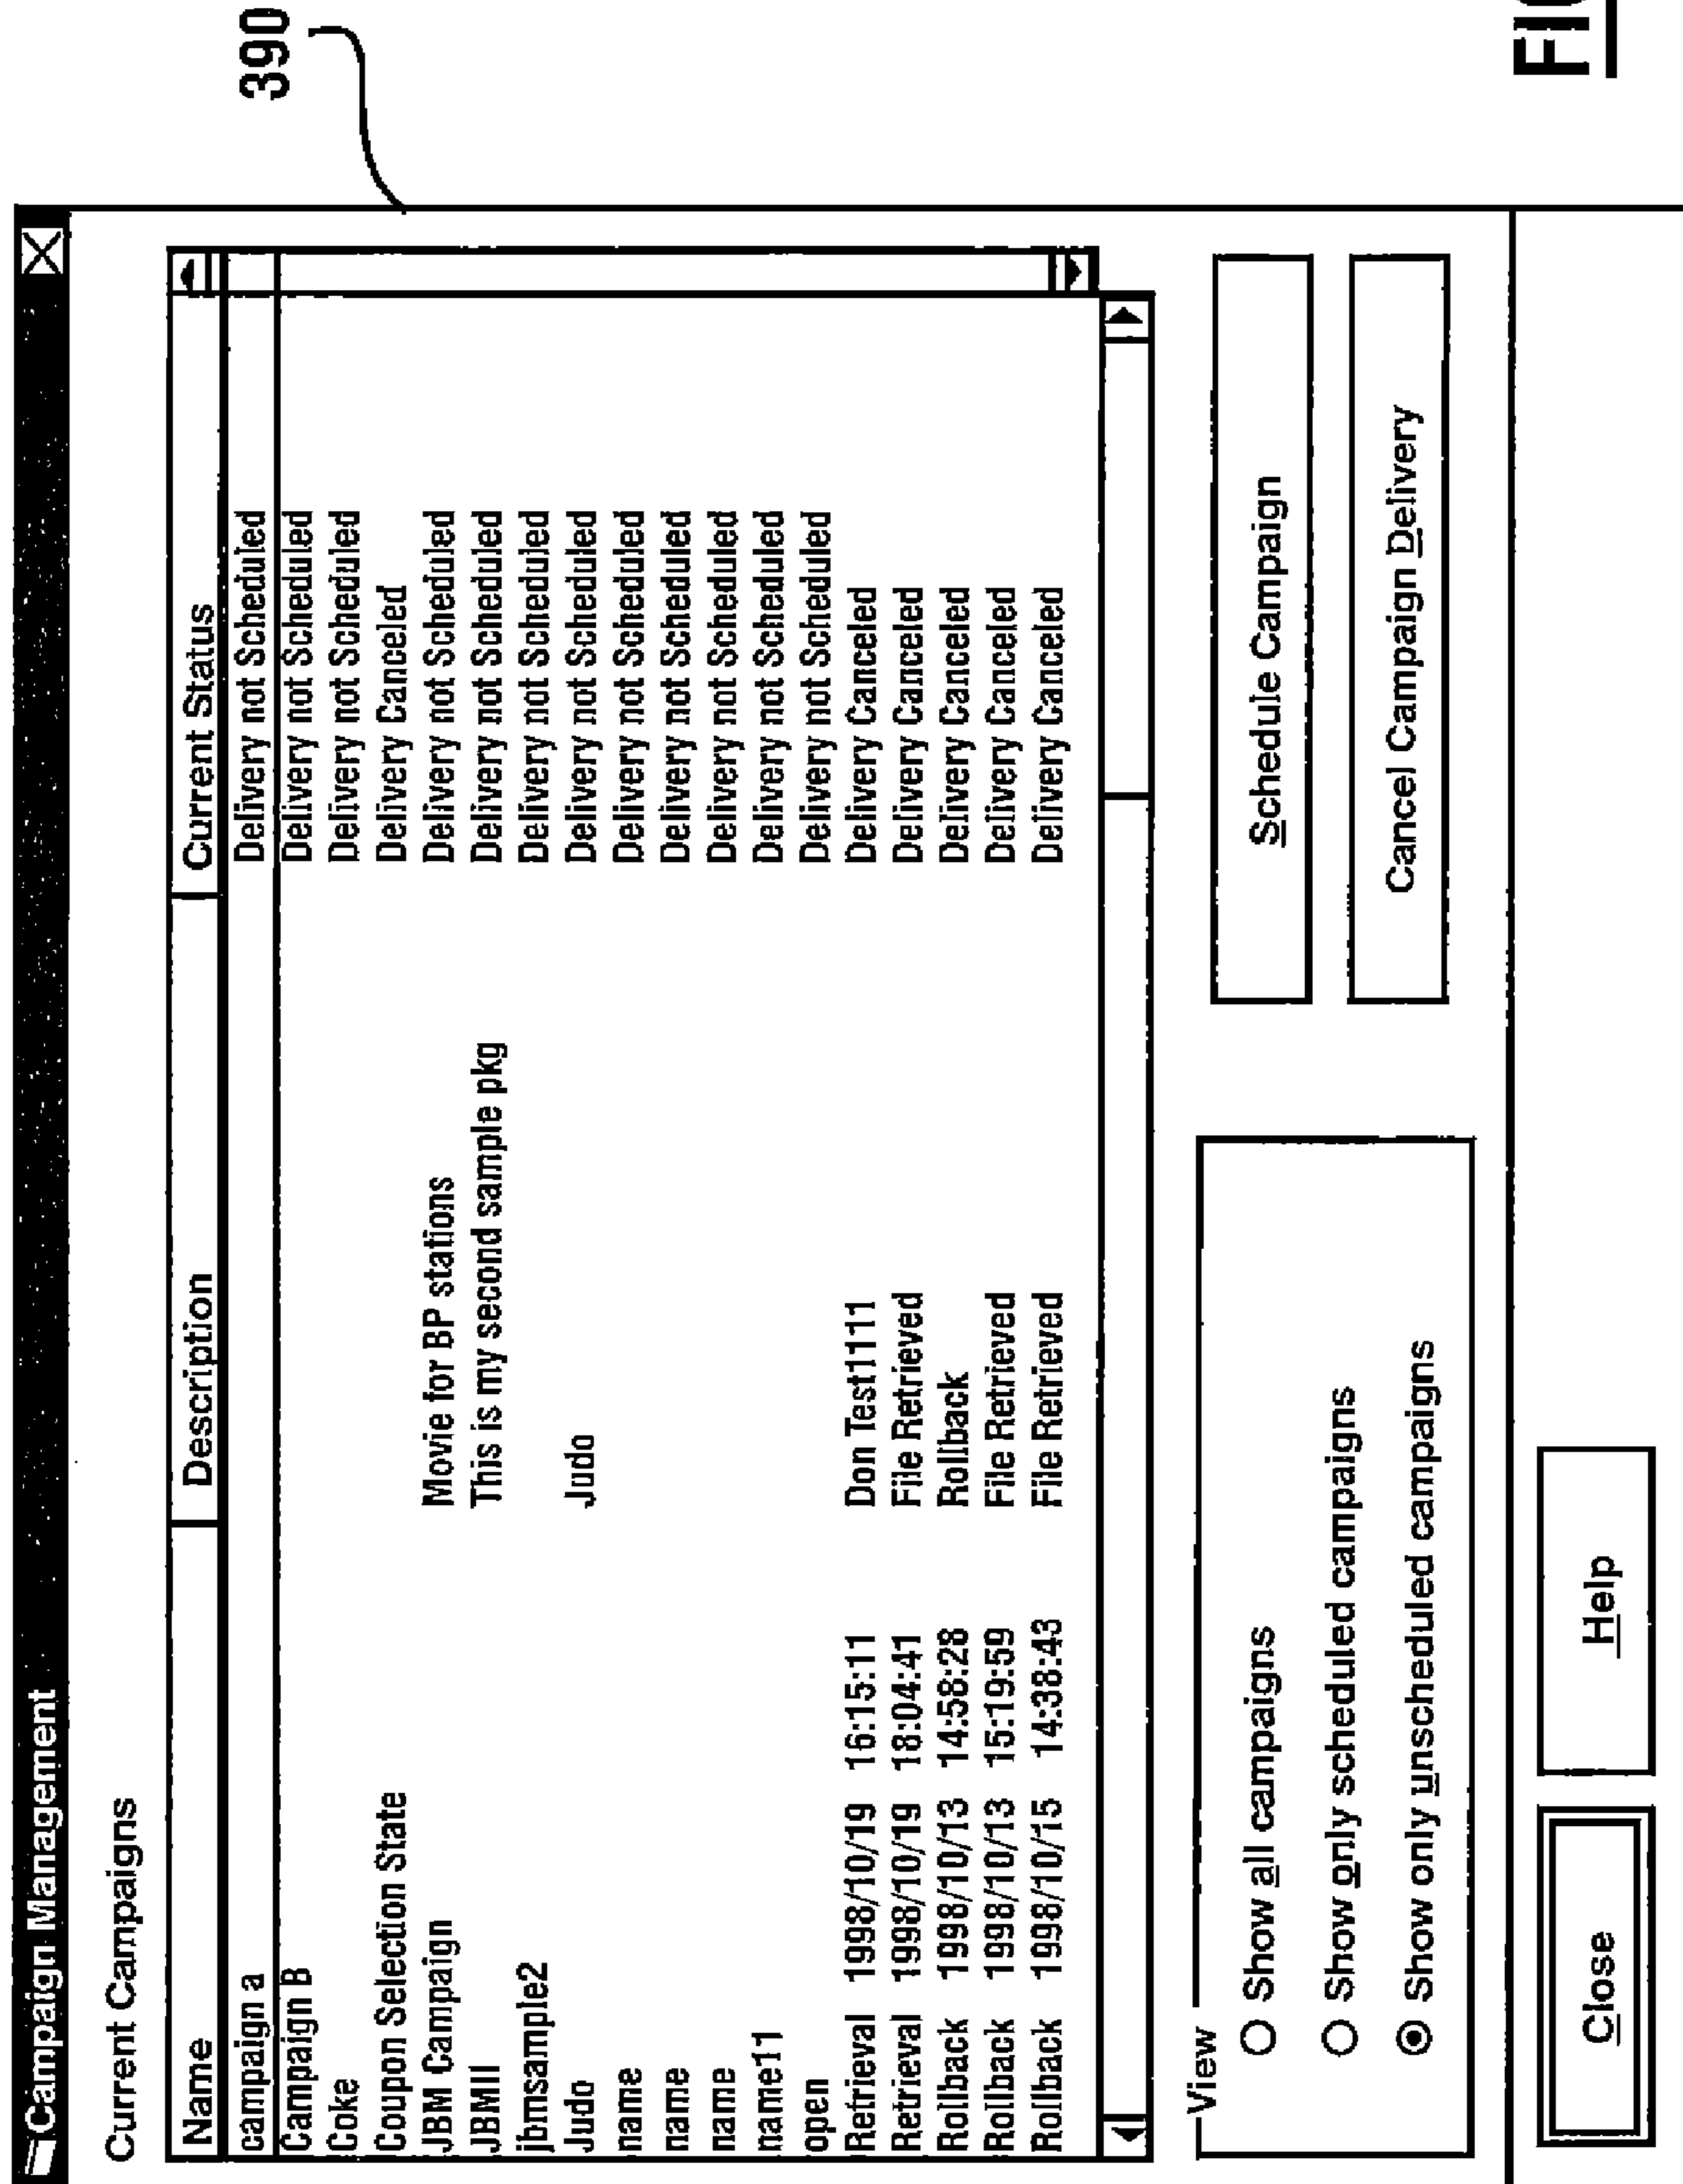 Campaign Management
390
Current Campaigns
Name Description Current Status
campaign a Delivery not Scheduled
Campaign B Delivery not Scheduled
Coke Delivery not Scheduled
Coupon Selection State Delivery Canceled
JBM Campaign Movie for BP stations Delivery not Scheduled
JBMII This is my second sample pkg Delivery not Scheduled
jbmsample2 Delivery not Scheduled
Judo Judo Delivery not Scheduled
name Delivery not Scheduled
name Delivery not Scheduled
name Delivery not Scheduled
name11 Delivery not Scheduled
open Delivery not Scheduled
Retrieval 1998/10/19 16:15:11 Don Test1111 Delivery Canceled
Retrieval 1998/10/19 18:04:41 File Retrieved Delivery Canceled
Rollback 1998/10/13 14:58:28 Rollback Delivery Canceled
Rollback 1998/10/13 15:19:59 File Retrieved Delivery Canceled
Rollback 1998/10/15 14:38:43 File Retrieved Delivery Canceled
View
Show all campaigns
Show only scheduled campaigns
Show only unscheduled campaigns
Schedule Campaign
Cancel Campaign Delivery
Close
Help